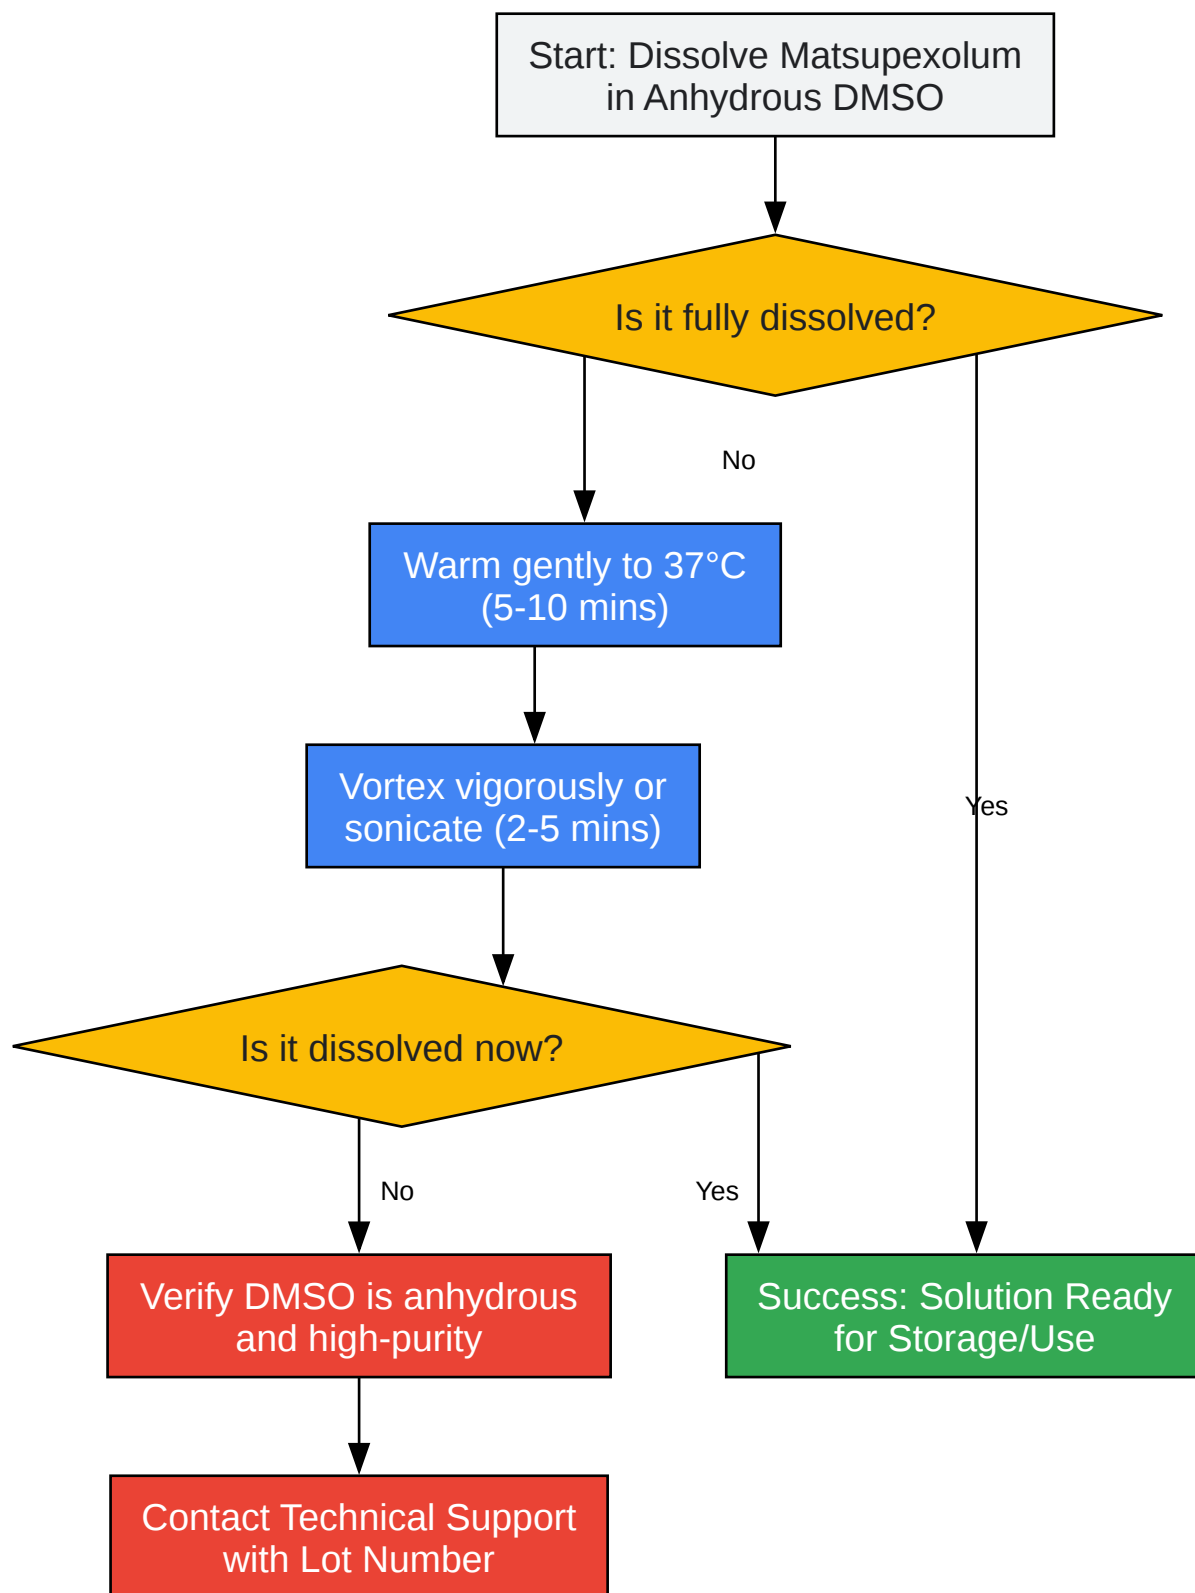 Start: Dissolve Matsupexolum
in Anhydrous DMSO
Is it fully dissolved?
No
Warm gently to 37°C
(5-10 mins)
Vortex vigorously or
sonicate (2-5 mins)
Yes
Is it dissolved now?
No
Yes
Verify DMSO is anhydrous
and high-purity
Success: Solution Ready
for Storage/Use
Contact Technical Support
with Lot Number